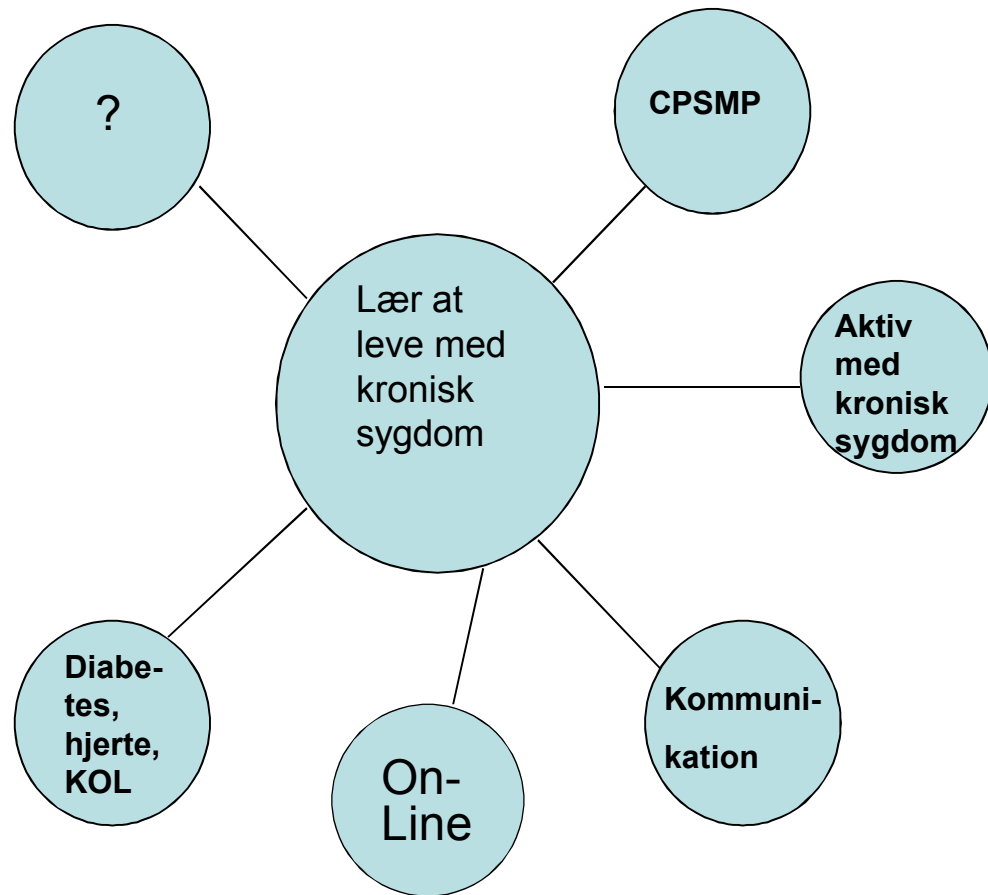 ?
CPSMP
Lær at
leve med
kronisk
sygdom
Aktiv
med
kronisk
sygdom
Diabe-
tes,
hjerte,
KOL
On-
Line
Kommuni-
kation